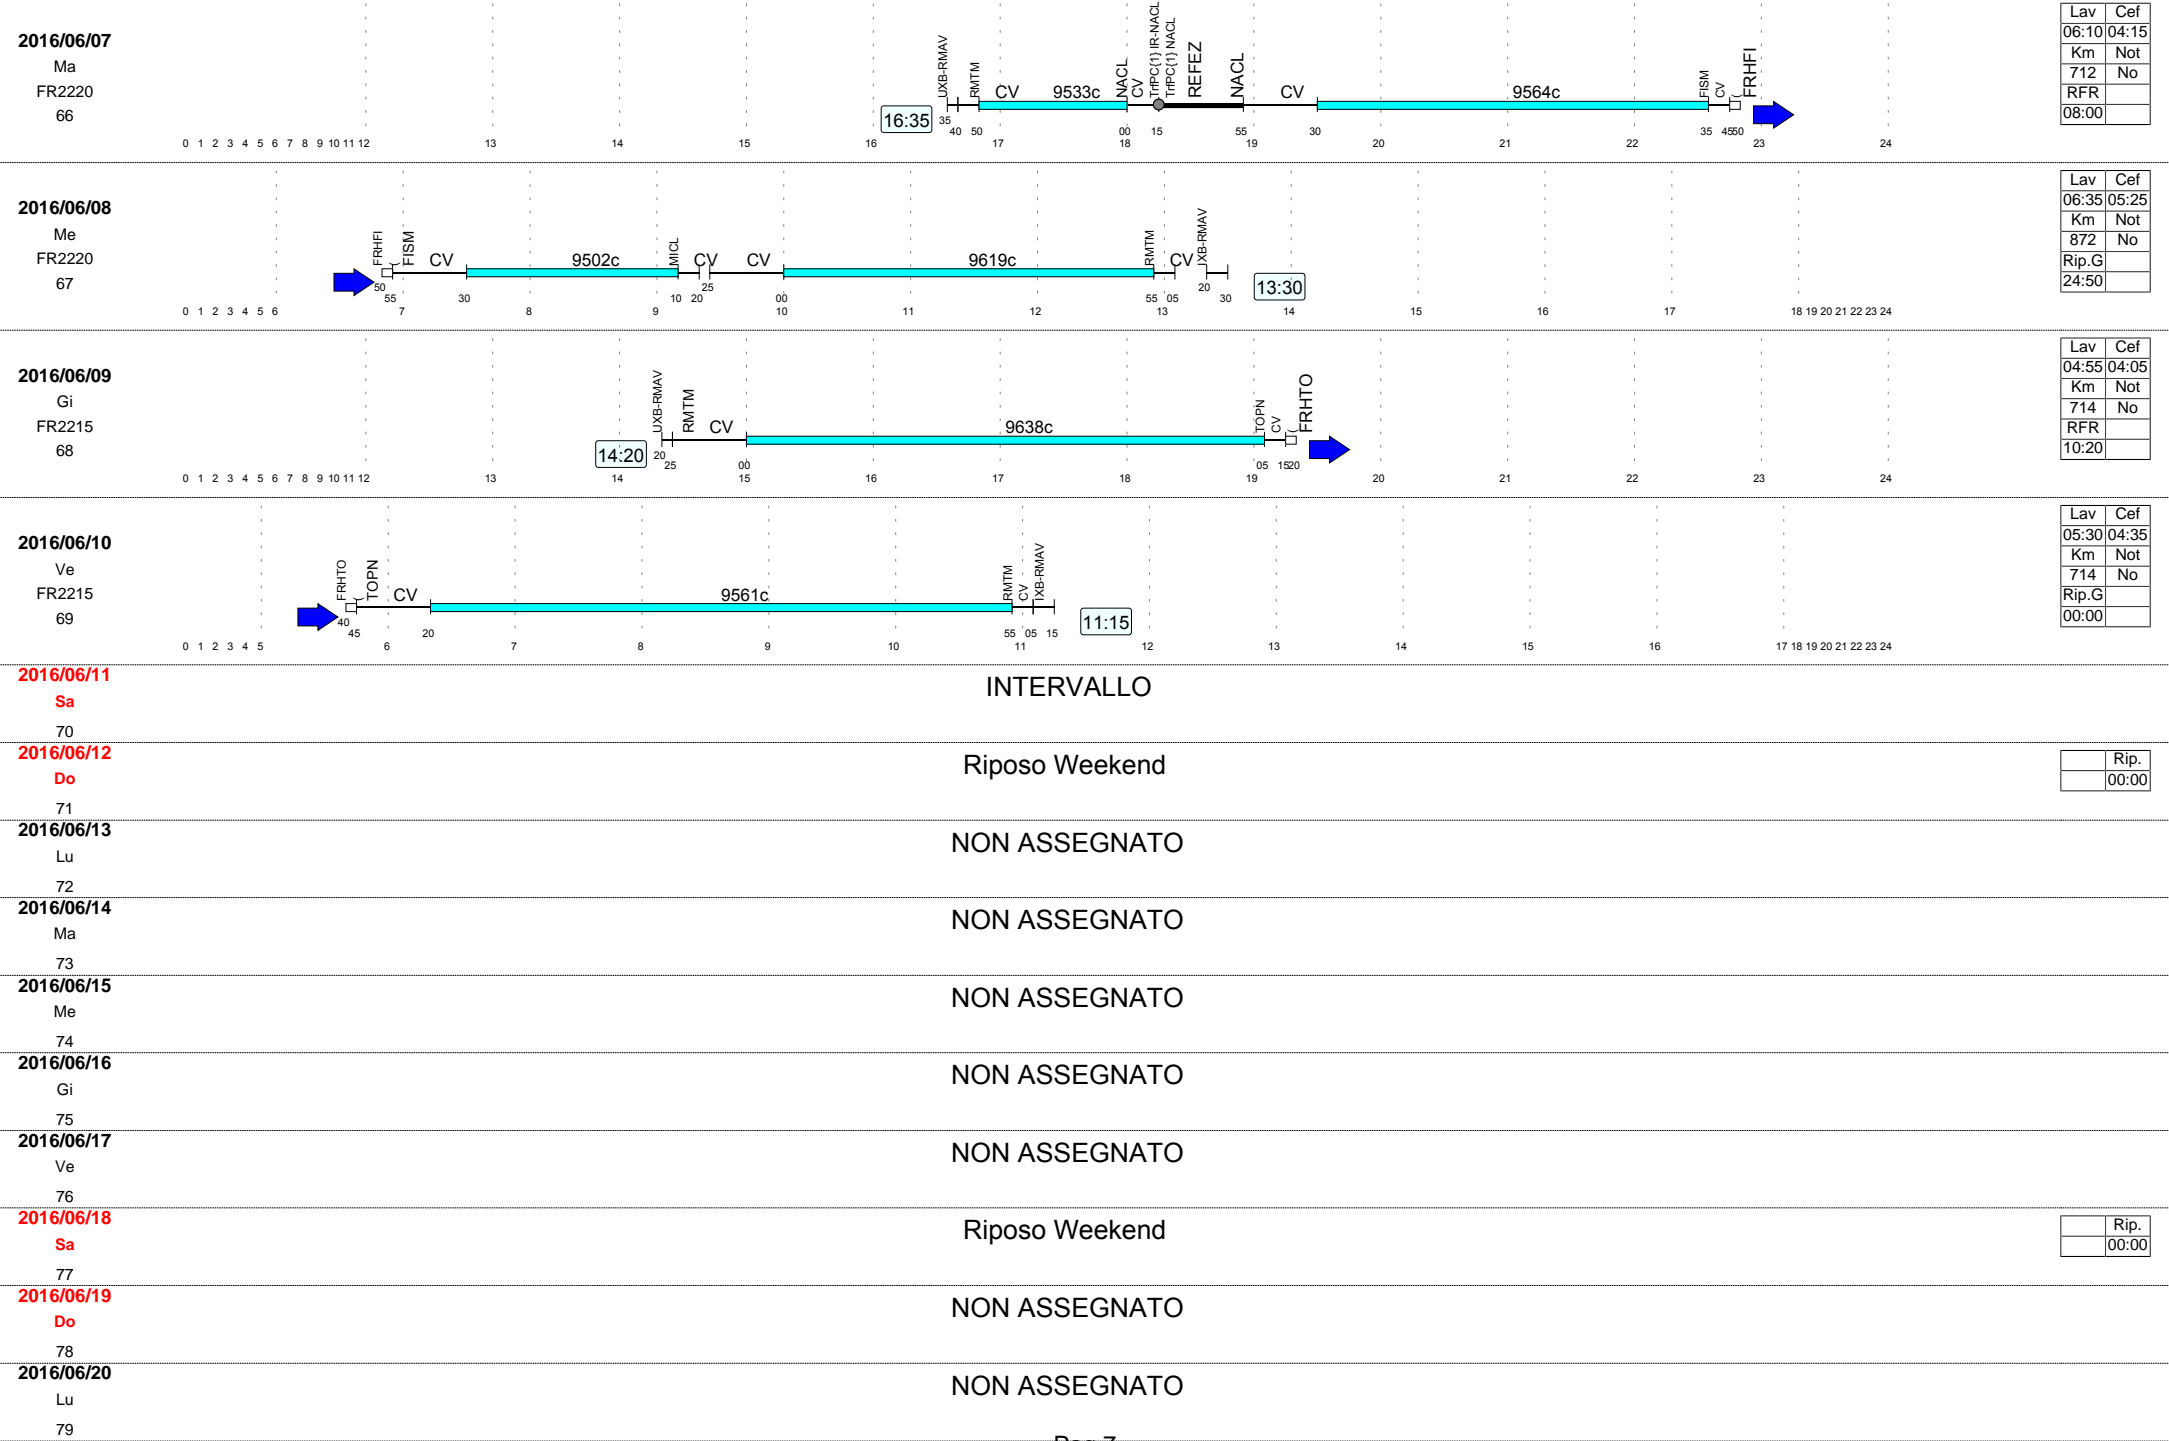 2016/06/07
Ma
FR2220
66
16:35
UXB-RMAV
RMTM
CV
9533c
NACL
CV
TrfPC{1} IR-NACL
TrfPC{1} NACL
REFEZ
NACL
CV
9564c
FISM
CV
(
FRHFI
35 40 50 00 15 55 30 35 45 50
0 1 2 3 4 5 6 7 8 9 10 11 12 13 14 15 16 17 18 19 20 21 22 23 24
Lav Cef
06:10 04:15
Km Not
712 No
RFR
08:00
2016/06/08
Me
FR2220
67
FRHFI
(
FISM
CV
9502c
MICL
CV
CV
9619c
RMTM
CV
IXB-RMAV
13:30
50 55 30 10 20 25 00 55 05 20 30
0 1 2 3 4 5 6 7 8 9 10 11 12 13 14 15 16 17 18 19 20 21 22 23 24
Lav Cef
06:35 05:25
Km Not
872 No
Rip.G
24:50
2016/06/09
Gi
FR2215
68
14:20
UXB-RMAV
RMTM
CV
9638c
TOPN
CV
(
FRHTO
20 25 00 05 15 20
0 1 2 3 4 5 6 7 8 9 10 11 12 13 14 15 16 17 18 19 20 21 22 23 24
Lav Cef
04:55 04:05
Km Not
714 No
RFR
10:20
2016/06/10
Ve
FR2215
69
FRHTO
(
TOPN
CV
9561c
RMTM
CV
IXB-RMAV
11:15
40 45 20 55 05 15
0 1 2 3 4 5 6 7 8 9 10 11 12 13 14 15 16 17 18 19 20 21 22 23 24
Lav Cef
05:30 04:35
Km Not
714 No
Rip.G
00:00
2016/06/11
Sa
70
INTERVALLO
2016/06/12
Do
71
Riposo Weekend
Rip.
00:00
2016/06/13
Lu
72
NON ASSEGNATO
2016/06/14
Ma
73
NON ASSEGNATO
2016/06/15
Me
74
NON ASSEGNATO
2016/06/16
Gi
75
NON ASSEGNATO
2016/06/17
Ve
76
NON ASSEGNATO
2016/06/18
Sa
77
Riposo Weekend
Rip.
00:00
2016/06/19
Do
78
NON ASSEGNATO
2016/06/20
Lu
79
NON ASSEGNATO